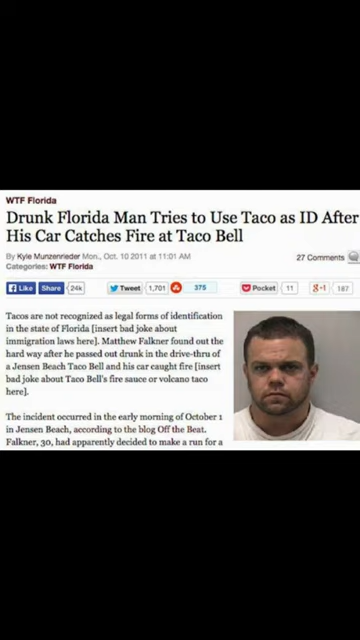 WTF Florida
Drunk Florida Man Tries to Use Taco as ID After
His Car Catches Fire at Taco Bell
By Kyle Munzenrieder Mon., Oct. 10 2011 at 11:01 AM
27 Comments
Categories: WTF Florida
Like Share 24k Tweet 1,701 375 Pocket 11 +1 187
Tacos are not recognized as legal forms of identification
in the state of Florida [insert bad joke about
immigration laws here]. Matthew Falkner found out the
hard way after he passed out drunk in the drive-thru of
a Jensen Beach Taco Bell and his car caught fire [insert
bad joke about Taco Bell's fire sauce or volcano taco
here].
The incident occurred in the early morning of October 1
in Jensen Beach, according to the blog Off the Beat.
Falkner, 30, had apparently decided to make a run for a